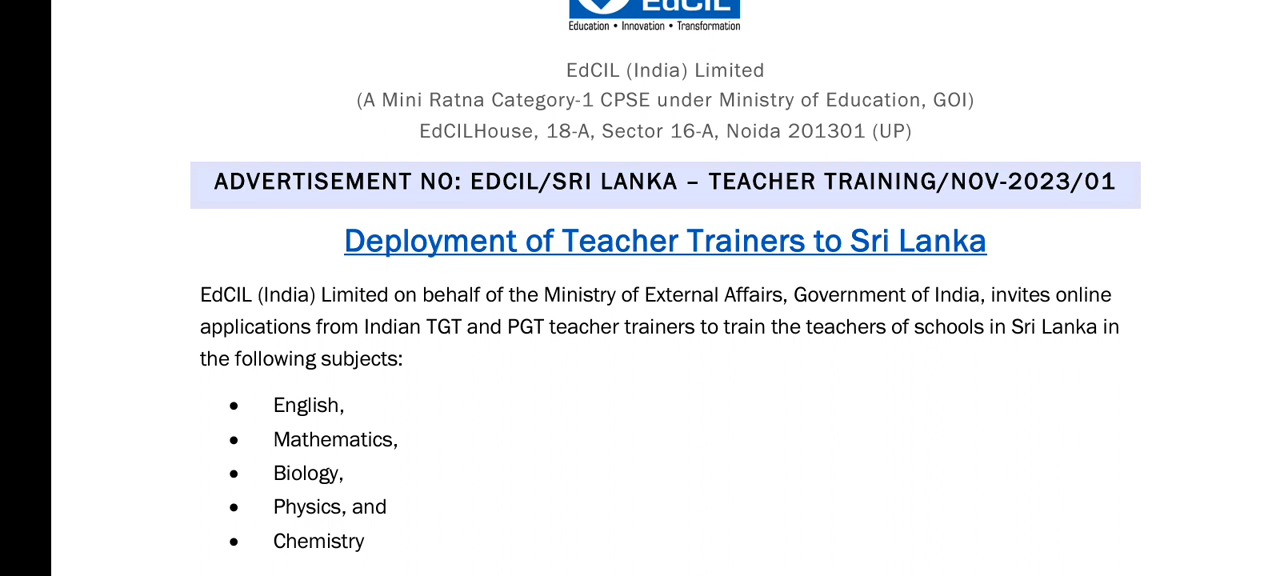 EdCIL
Education • Innovation • Transformation
EdCIL (India) Limited
(A Mini Ratna Category-1 CPSE under Ministry of Education, GOI)
EdCILHouse, 18-A, Sector 16-A, Noida 201301 (UP)
ADVERTISEMENT NO: EDCIL/SRI LANKA – TEACHER TRAINING/NOV-2023/01
Deployment of Teacher Trainers to Sri Lanka
EdCIL (India) Limited on behalf of the Ministry of External Affairs, Government of India, invites online
applications from Indian TGT and PGT teacher trainers to train the teachers of schools in Sri Lanka in
the following subjects:
• English,
• Mathematics,
• Biology,
• Physics, and
• Chemistry